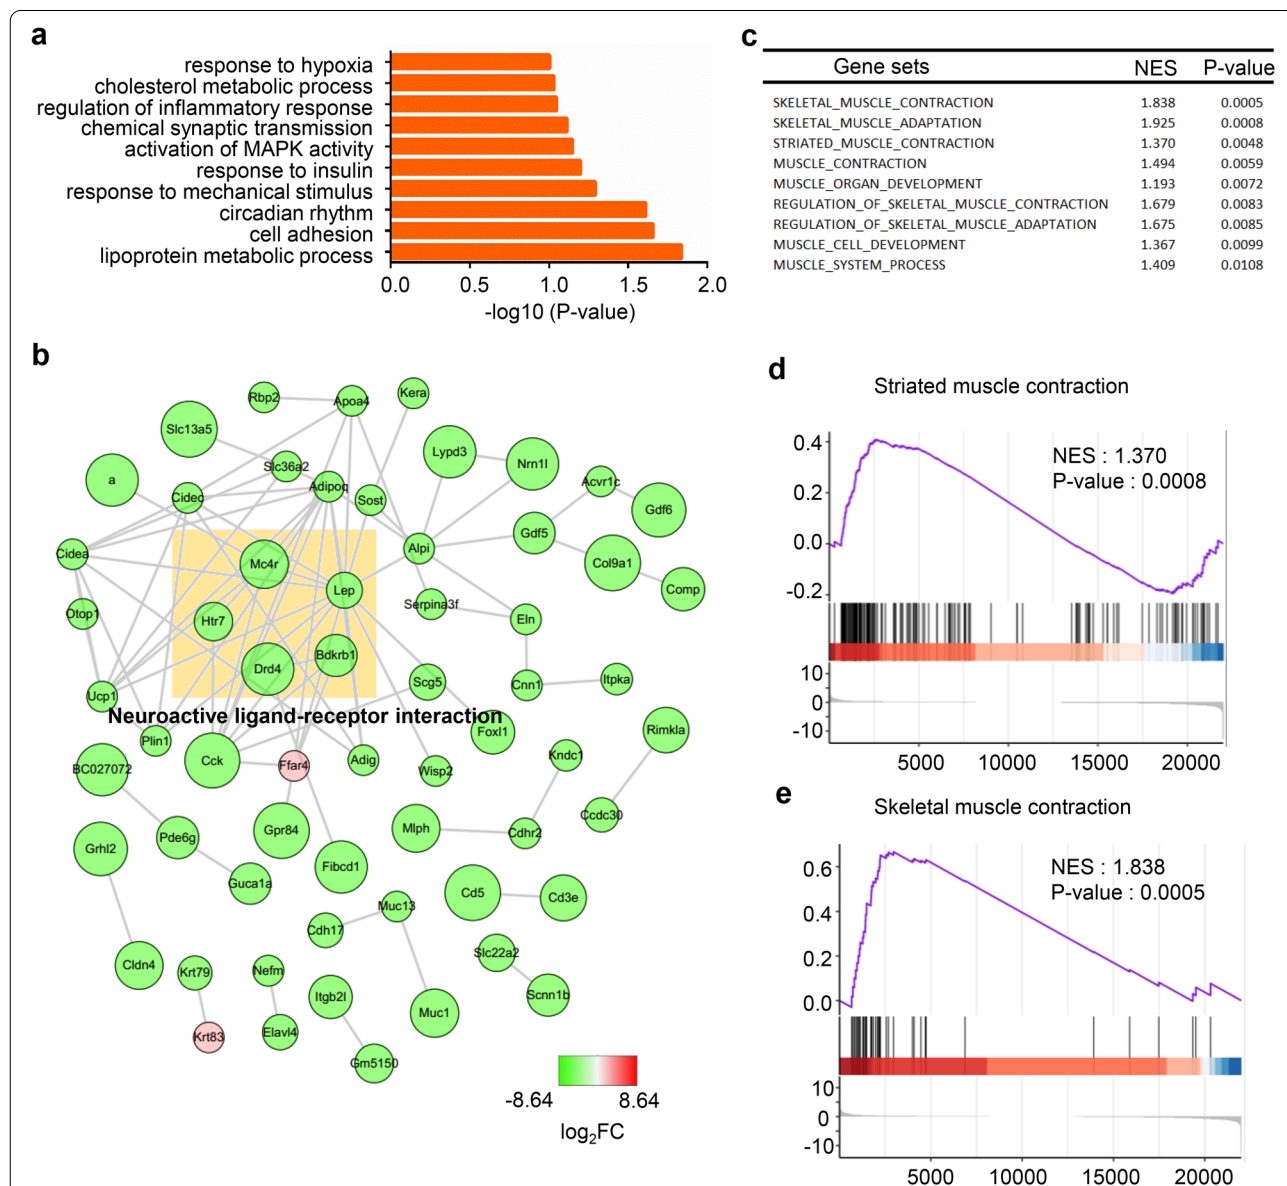 a
response to hypoxia
cholesterol metabolic process
regulation of inflammatory response
chemical synaptic transmission
activation of MAPK activity
response to insulin
response to mechanical stimulus
circadian rhythm
cell adhesion
lipoprotein metabolic process
0.0 0.5 1.0 1.5 2.0
-log10 (P-value)
c
Gene sets NES P-value
SKELETAL_MUSCLE_CONTRACTION 1.838 0.0005
SKELETAL_MUSCLE_ADAPTATION 1.925 0.0008
STRIATED_MUSCLE_CONTRACTION 1.370 0.0048
MUSCLE_CONTRACTION 1.494 0.0059
MUSCLE_ORGAN_DEVELOPMENT 1.193 0.0072
REGULATION_OF_SKELETAL_MUSCLE_CONTRACTION 1.679 0.0083
REGULATION_OF_SKELETAL_MUSCLE_ADAPTATION 1.675 0.0085
MUSCLE_CELL_DEVELOPMENT 1.367 0.0099
MUSCLE_SYSTEM_PROCESS 1.409 0.0108
b
Rbp2
Apoa4
Kera
Slc13a5
Lypd3
Nrn1l
Slc36a2
a
Cidec
Adipoq
Sost
Acvr1c
Gdf6
Gdf5
Cidea
Alpi
Mc4r
Col9a1
Lep
Comp
Otop1
Htr7
Serpina3f
Eln
Bdkrb1
Drd4
Ucp1
Scg5
Cnn1
Itpka
Neuroactive ligand-receptor interaction
Foxl1
Rimkla
Plin1
Cck
Ffar4
Adig
Wisp2
Kndc1
BC027072
Ccdc30
Pde6g
Gpr84
Mlph
Cdhr2
Grhl2
Fibcd1
Guca1a
Cd5
Cd3e
Muc13
Cdh17
Slc22a2
Cldn4
Krt79
Nefm
Itgb2l
Scnn1b
Muc1
Krt83
Elavl4
Gm5150
-8.64 8.64
log2FC
d
Striated muscle contraction
NES : 1.370
P-value : 0.0008
0.4
0.2
0.0
-0.2
10
0
-10
5000 10000 15000 20000
e
Skeletal muscle contraction
NES : 1.838
P-value : 0.0005
0.6
0.4
0.2
0.0
10
0
-10
5000 10000 15000 20000